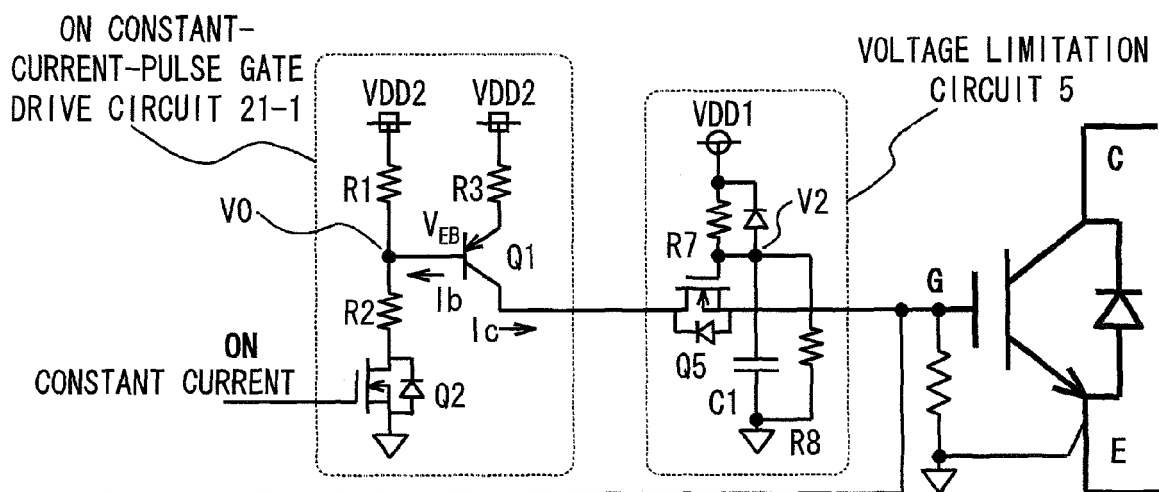 ON CONSTANT-
CURRENT-PULSE GATE
DRIVE CIRCUIT 21-1
VOLTAGE LIMITATION
CIRCUIT 5
VDD2
VDD2
VDD1
C
R1
R3
V0
V2
VEB
Q1
R7
Ib
G
R2
Ic
ON
CONSTANT CURRENT
Q2
Q5
C1
R8
E